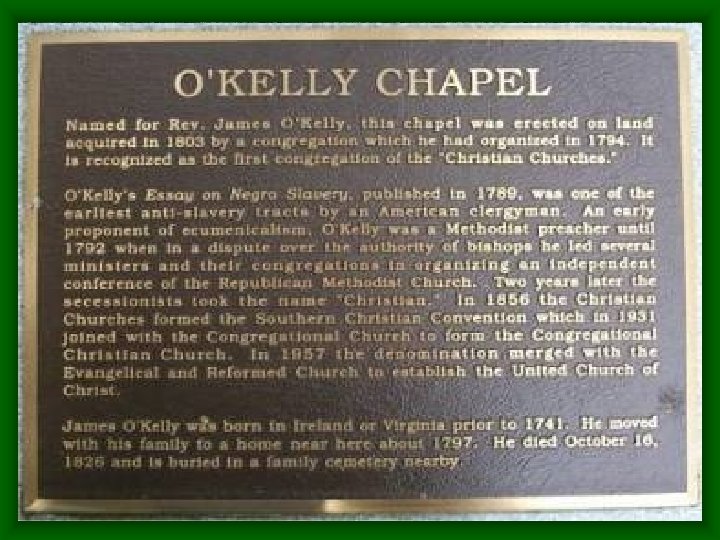 O'KELLY CHAPEL
Named for Rev. James O'Kelly, this chapel was erected on land
acquired in 1803 by a congregation which he had organized in 1794. It
is recognized as the first congregation of the "Christian Churches."
O'Kelly's Essay on Negro Slavery, published in 1789, was one of the
earliest anti-slavery tracts by an American clergyman. An early
proponent of ecumenicalism, O'Kelly was a Methodist preacher until
1792 when in a dispute over the authority of bishops he led several
ministers and their congregations in organizing an independent
conference of the Republican Methodist Church. Two years later the
secessionists took the name "Christian." In 1856 the Christian
Churches formed the Southern Christian Convention which in 1931
joined with the Congregational Church to form the Congregational
Christian Church. In 1957 the denomination merged with the
Evangelical and Reformed Church to establish the United Church of
Christ.
James O'Kelly was born in Ireland or Virginia prior to 1741. He moved
with his family to a home near here about 1797. He died October 16,
1826 and is buried in a family cemetery nearby.